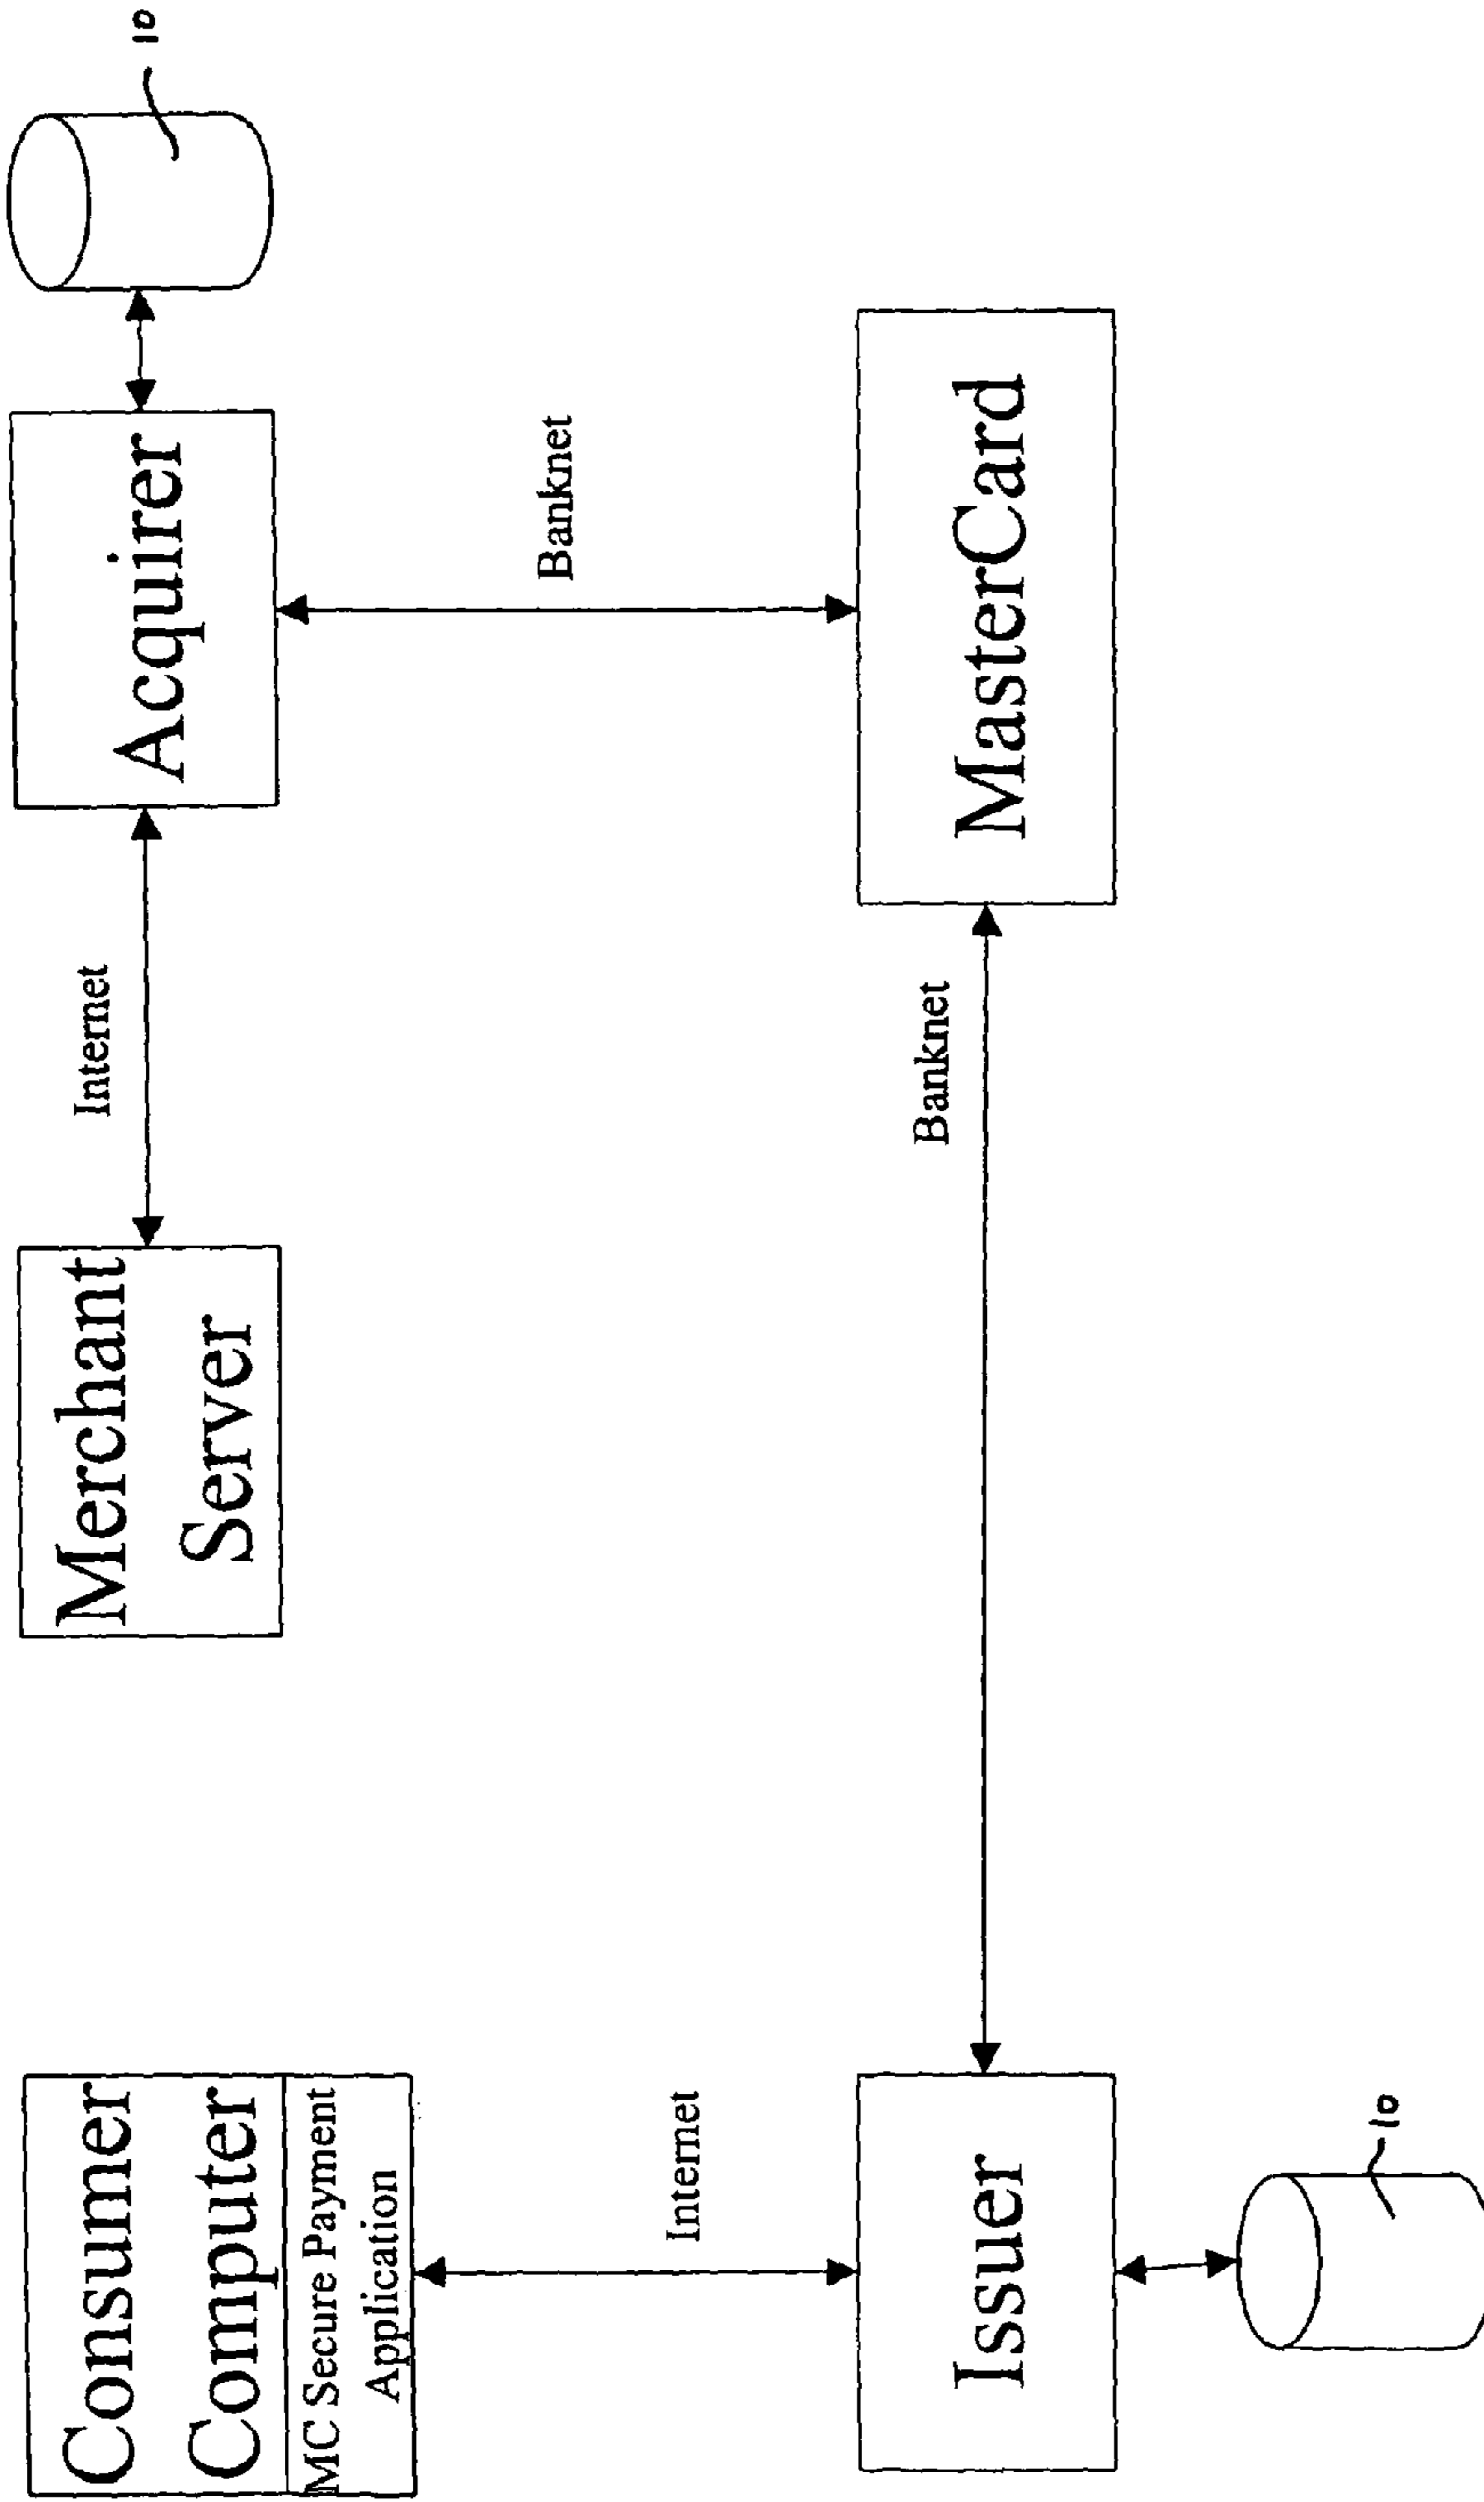 Consumer
Computer
MC Secure Payment
Application
Merchant
Server
Internet
Acquirer
10
Banknet
Internet
Banknet
Issuer
MasterCard
10